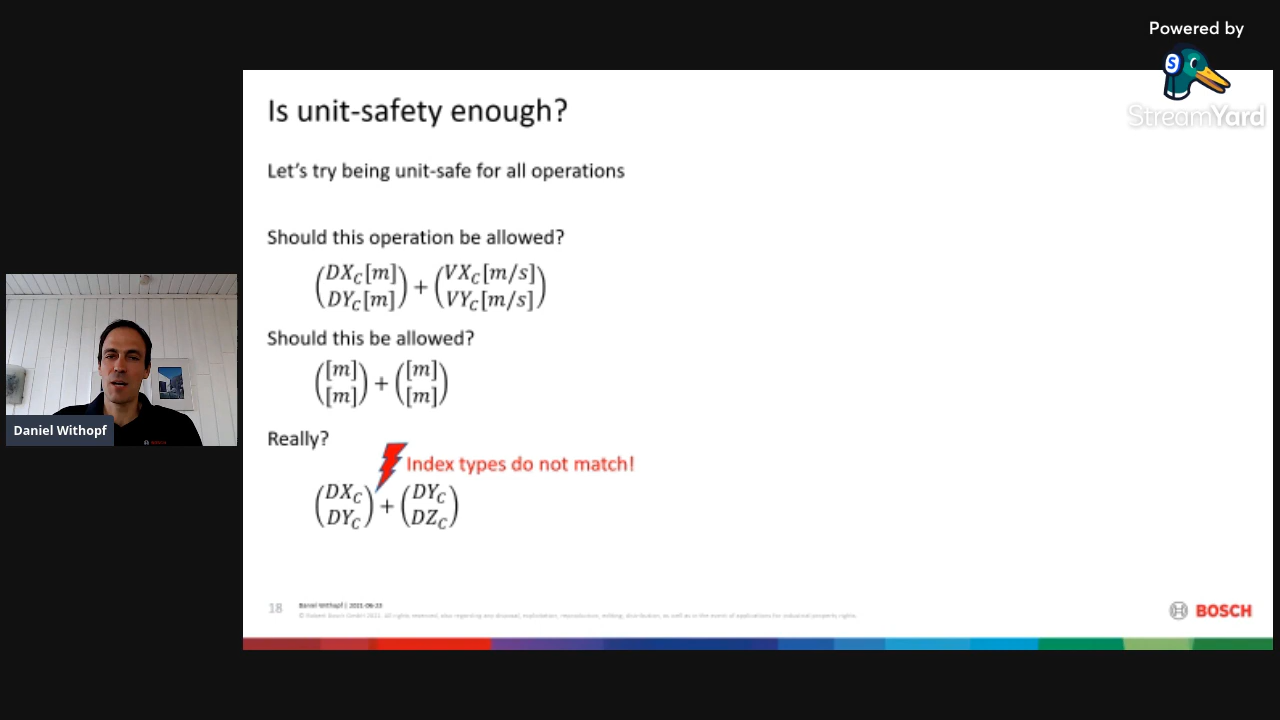 Powered by
StreamYard
Is unit-safety enough?
Let's try being unit-safe for all operations
Should this operation be allowed?
(DX_C[m] DY_C[m]) + (VX_C[m/s] VY_C[m/s])
Should this be allowed?
([m] [m]) + ([m] [m])
Really?
Index types do not match!
(DX_C DY_C) + (DY_C DZ_C)
Daniel Withopf
18
Daniel Withopf | 2021-06-23
BOSCH